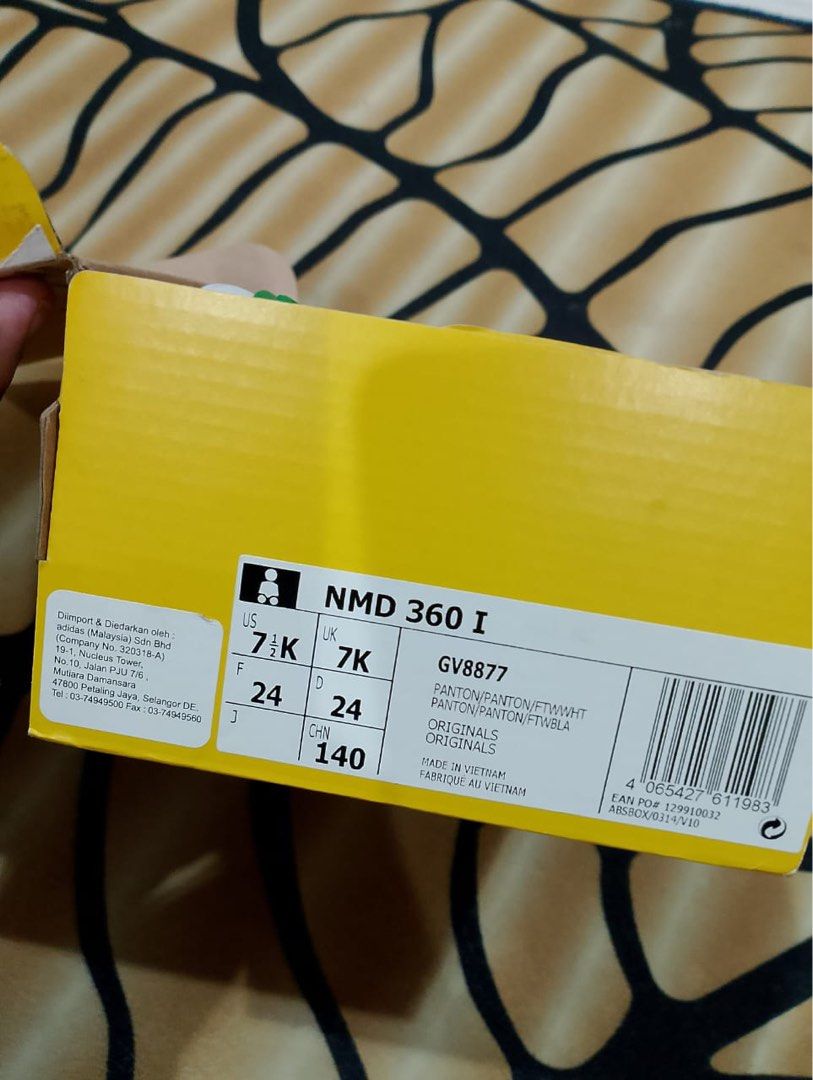 Diimport & Diedarkan oleh :
adidas (Malaysia) Sdn Bhd
(Company No. 320318-A)
19-1, Nucleus Tower,
No.10, Jalan PJU 7/6 ,
Mutiara Damansara
47800 Petaling Jaya, Selangor DE.
Tel : 03-74949500 Fax : 03-74949560
NMD 360 I
US
7½K
UK
7K
F
24
D
24
J
CHN
140
GV8877
PANTON/PANTON/FTWWHT
PANTON/PANTON/FTWBLA
ORIGINALS
ORIGINALS
MADE IN VIETNAM
FABRIQUÉ AU VIETNAM
4 065427 611983
EAN PO# 129910032
ABSBOX/0314/V10